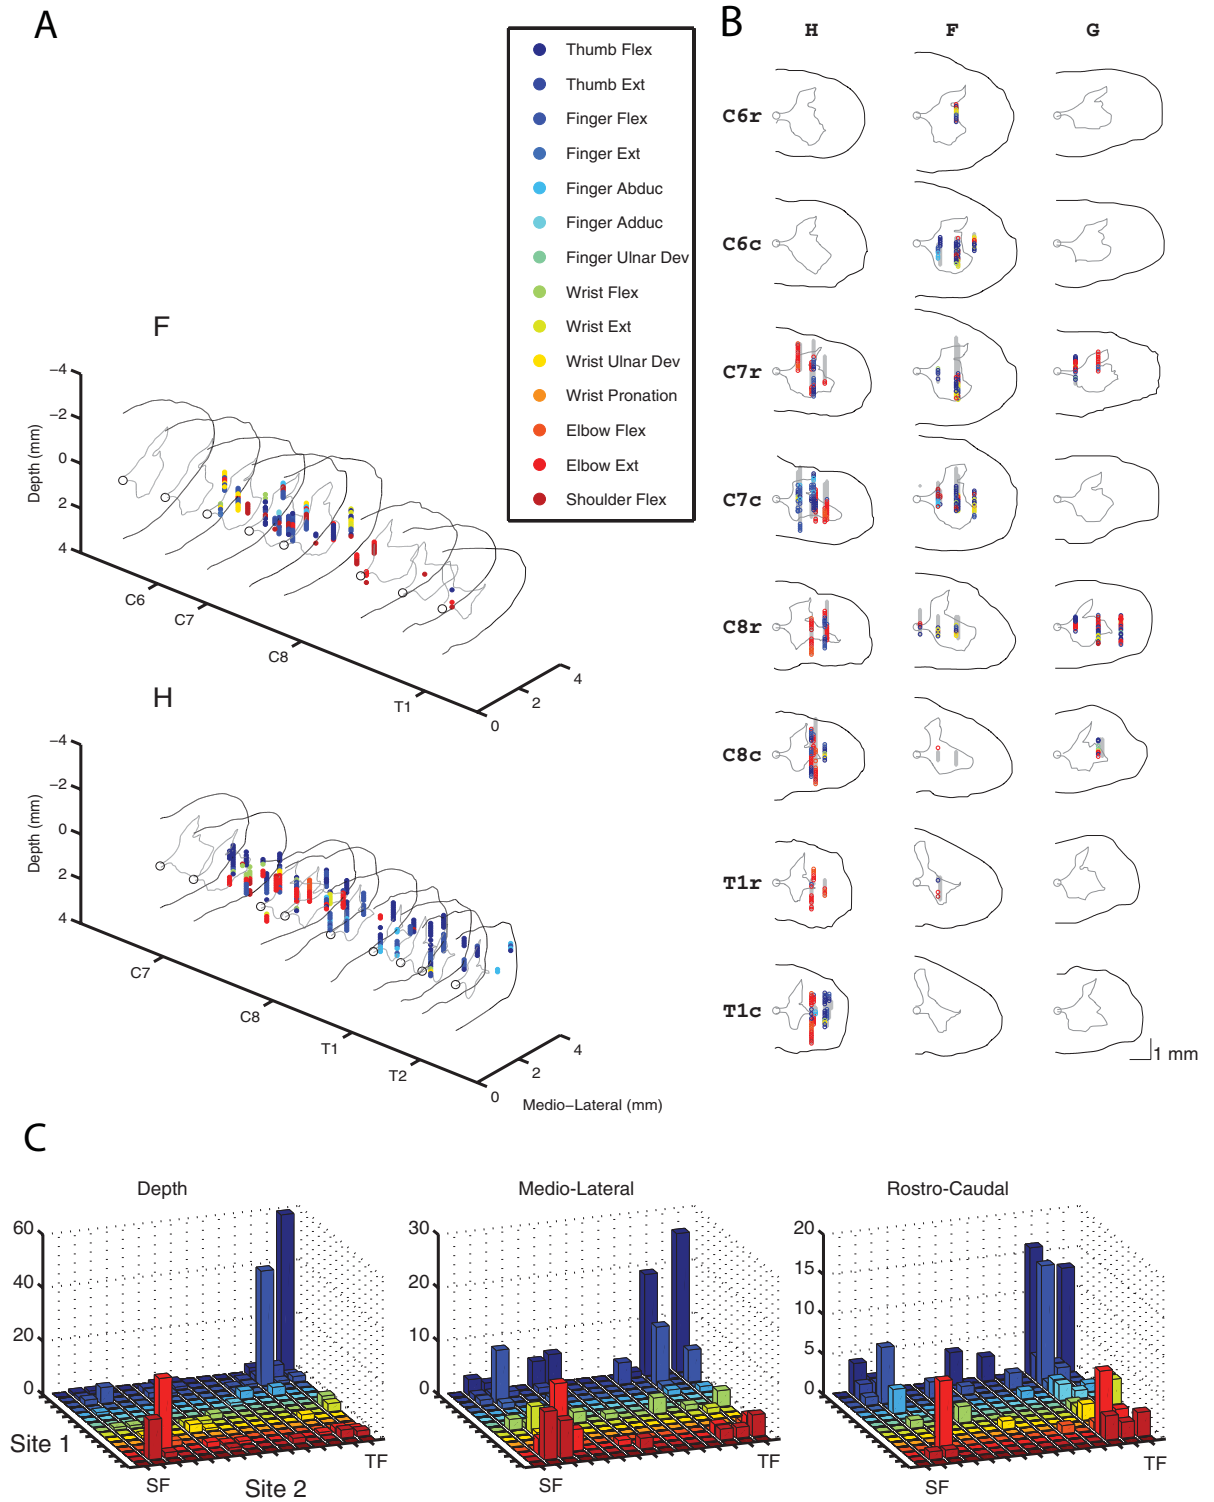 A
Thumb Flex
Thumb Ext
Finger Flex
Finger Ext
Finger Abduc
Finger Adduc
Finger Ulnar Dev
Wrist Flex
Wrist Ext
Wrist Ulnar Dev
Wrist Pronation
Elbow Flex
Elbow Ext
Shoulder Flex
F
−4
−2
0
2
4
Depth (mm)
C6
C7
C8
T1
0
2
4
H
−4
−2
0
2
4
Depth (mm)
C7
C8
T1
T2
0
2
4
Medio−Lateral (mm)
B
H F G
C6r
C6c
C7r
C7c
C8r
C8c
T1r
T1c
1 mm
C
Depth
60
40
20
0
Site 1
SF
Site 2
TF
Medio-Lateral
30
20
10
0
SF
TF
Rostro-Caudal
20
15
10
5
0
SF
TF